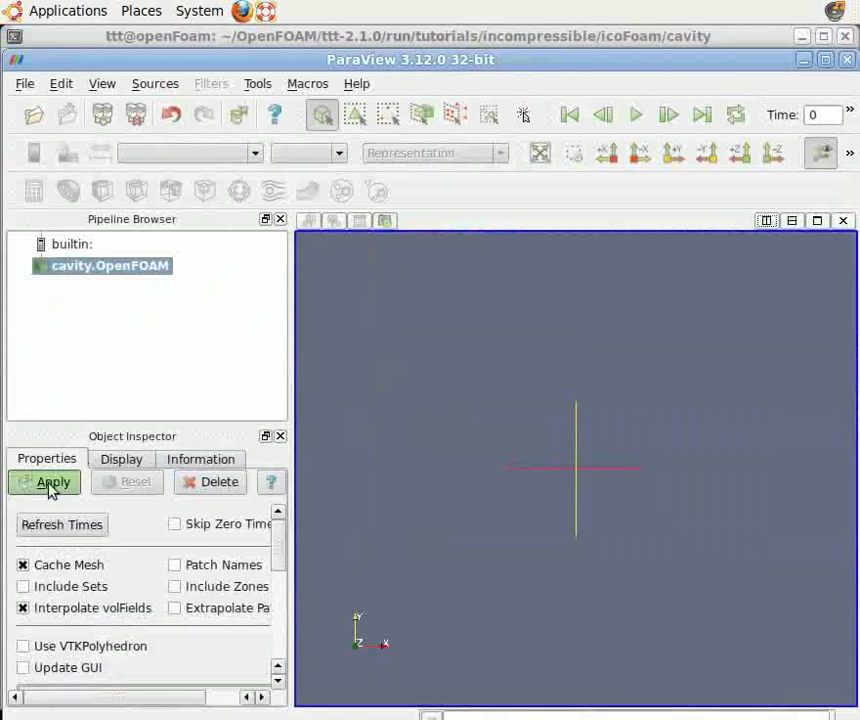 Applications Places System
ttt@openFoam: ~/OpenFOAM/ttt-2.1.0/run/tutorials/incompressible/icoFoam/cavity
ParaView 3.12.0 32-bit
File Edit View Sources Filters Tools Macros Help
Time: 0
»
+X -X +Y -Y +Z -Z
Representation
»
Pipeline Browser
builtin:
cavity.OpenFOAM
Object Inspector
Properties Display Information
Apply Reset Delete ?
Refresh Times
Skip Zero Time
Cache Mesh
Patch Names
Include Sets
Include Zones
Interpolate volFields
Extrapolate Pa
Use VTKPolyhedron
Update GUI
Y
Z X